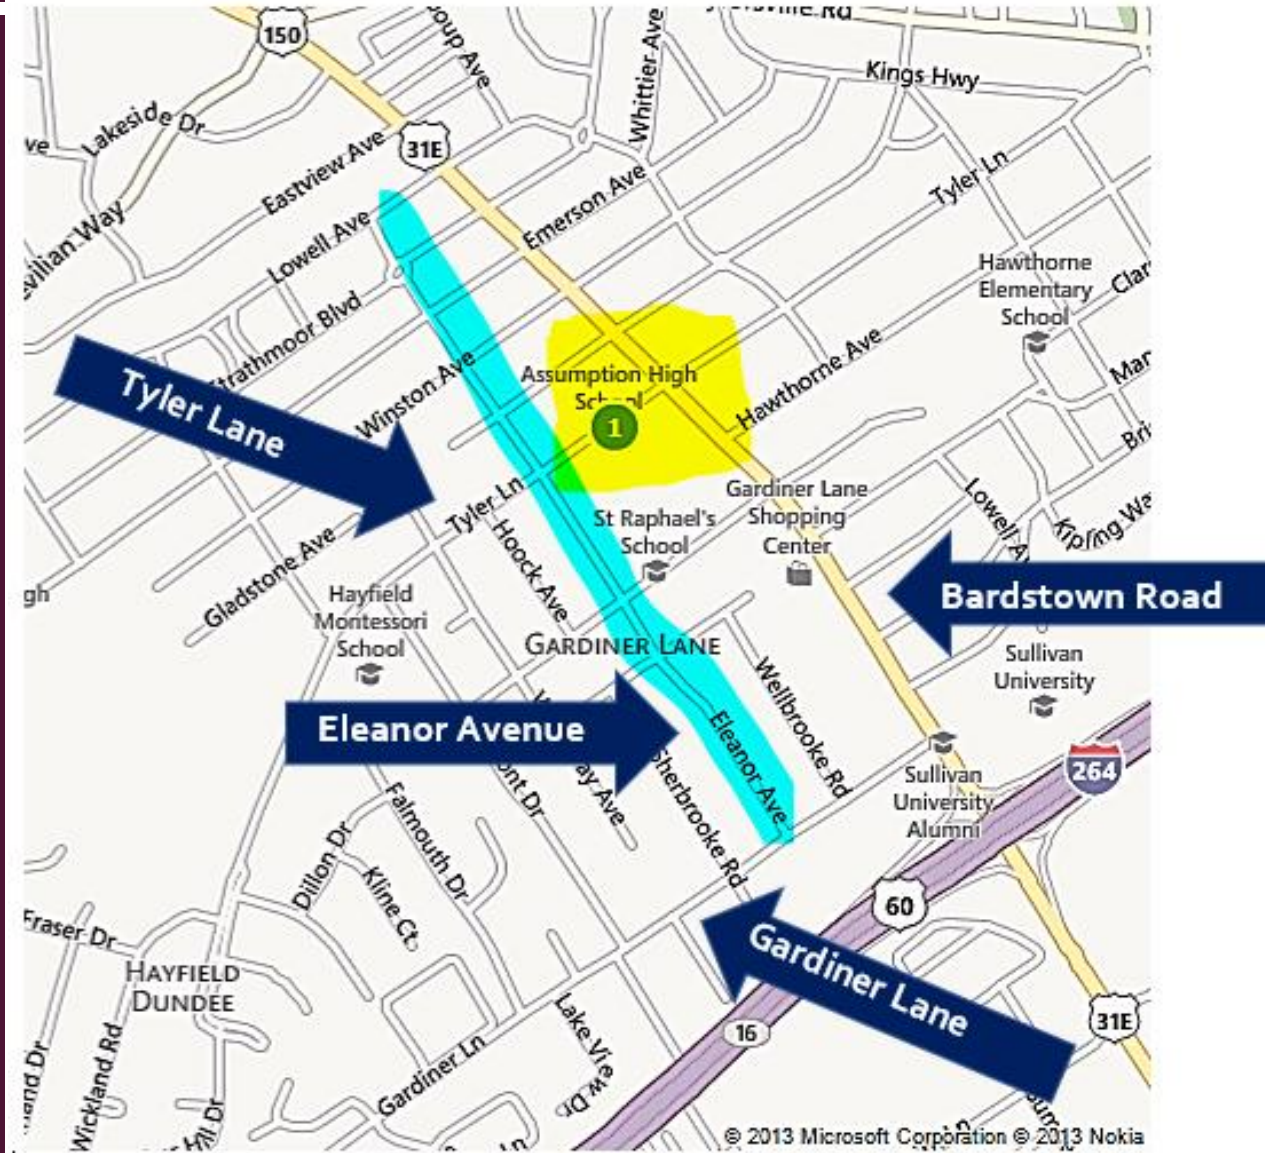 150
Lakeside Dr
Eastview Ave
31E
Whittier Ave
Kings Hwy
Tyler Ln
Emerson Ave
Lowell Ave
Strathmoor Blvd
Hawthorne
Elementary
School
Winston Ave
Assumption High
School
1
Hawthorne Ave
Tyler Lane
Tyler Ln
Gladstone Ave
Hoock Ave
St Raphael's
School
Gardiner Lane
Shopping
Center
Bardstown Road
Hayfield
Montessori
School
GARDINER LANE
Sullivan
University
Wellbrooke Rd
Eleanor Avenue
Eleanor Ave
Sherbrooke Rd
Sullivan
University
Alumni
264
Falmouth Dr
Dillon Dr
Kline Ct
60
Fraser Dr
HAYFIELD
DUNDEE
Gardiner Lane
31E
16
Wickland Rd
Gardiner Ln
Lake View Dr
© 2013 Microsoft Corporation © 2013 Nokia